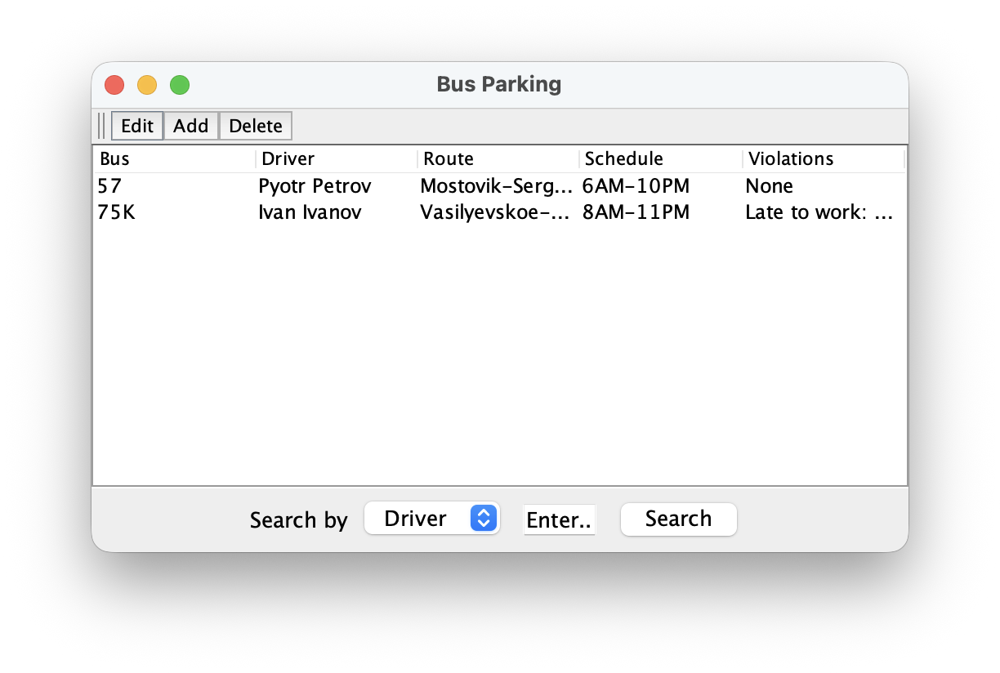 Bus Parking
Edit Add Delete
Bus Driver Route Schedule Violations
57 Pyotr Petrov Mostovik-Serg... 6AM-10PM None
75K Ivan Ivanov Vasilyevskoe-... 8AM-11PM Late to work: ...
Search by Driver Enter.. Search